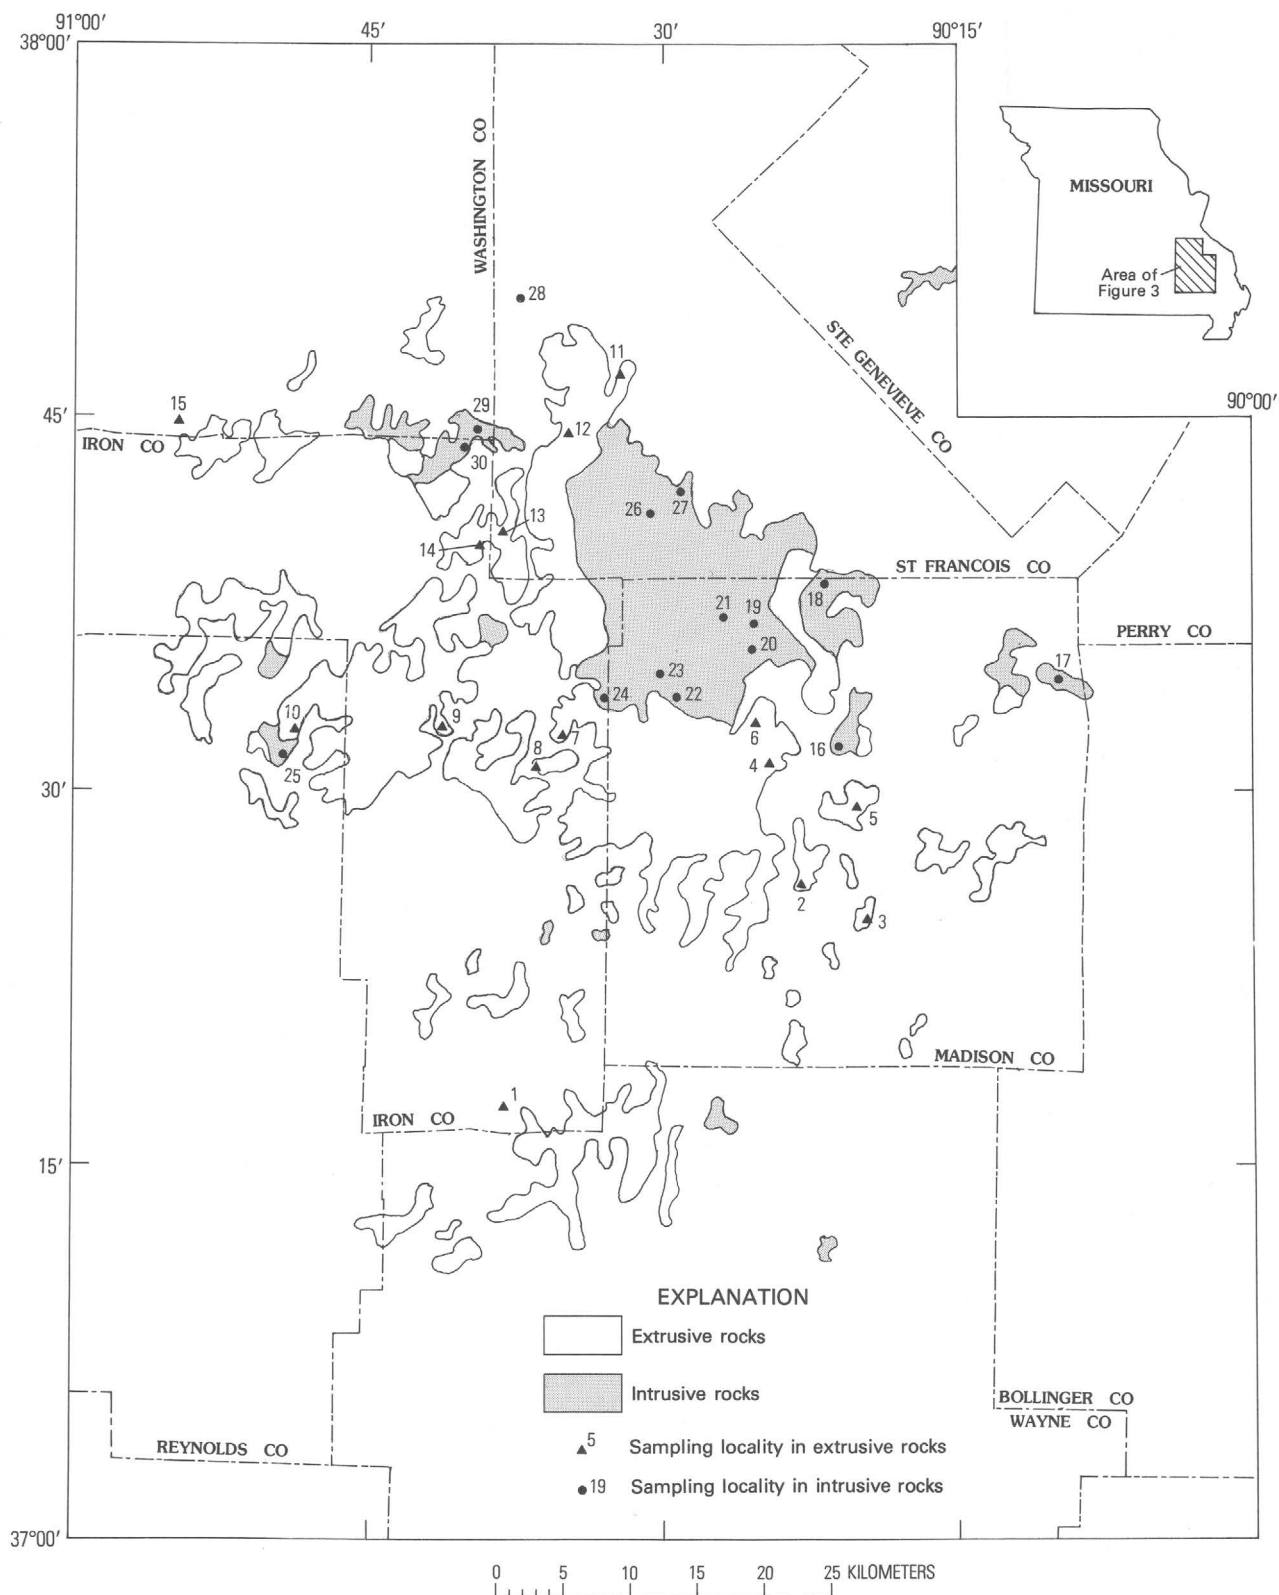 91°00′
45′
30′
90°15′
38°00′
WASHINGTON CO
MISSOURI
Area of
Figure 3
28
STE GENEVIEVE CO
11
15
45′
29
12
90°00′
IRON CO
30
27
26
13
14
ST FRANCOIS CO
18
21
19
PERRY CO
20
23
17
24
22
10
9
6
7
16
8
4
25
30′
5
2
3
MADISON CO
1
IRON CO
15′
EXPLANATION
Extrusive rocks
Intrusive rocks
BOLLINGER CO
WAYNE CO
5 Sampling locality in extrusive rocks
REYNOLDS CO
19 Sampling locality in intrusive rocks
37°00′
0 5 10 15 20 25 KILOMETERS